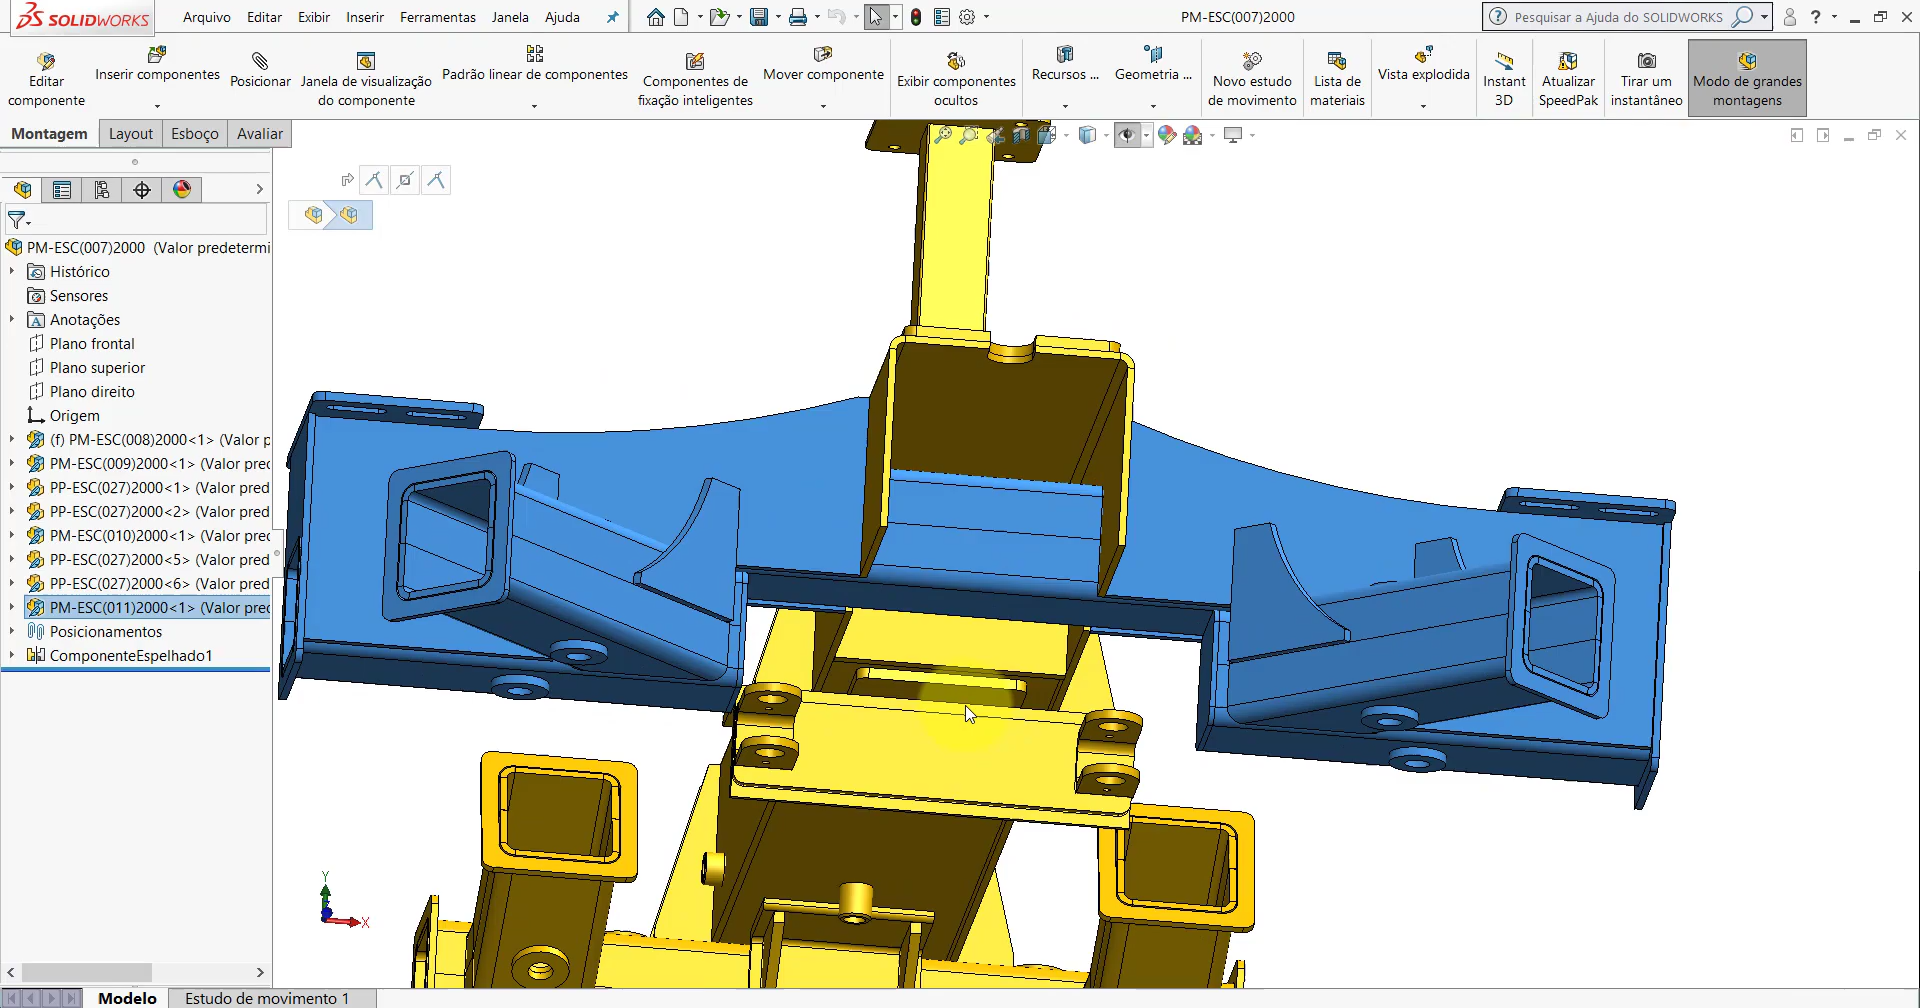 SOLIDWORKS
Arquivo Editar Exibir Inserir Ferramentas Janela Ajuda
PM-ESC(007)2000
Pesquisar a Ajuda do SOLIDWORKS
Editar componente
Inserir componentes
Posicionar
Janela de visualização do componente
Padrão linear de componentes
Componentes de fixação inteligentes
Mover componente
Exibir componentes ocultos
Recursos ...
Geometria ...
Novo estudo de movimento
Lista de materiais
Vista explodida
Instant 3D
Atualizar SpeedPak
Tirar um instantâneo
Modo de grandes montagens
Montagem Layout Esboço Avaliar
PM-ESC(007)2000 (Valor predetermi
Histórico
Sensores
Anotações
Plano frontal
Plano superior
Plano direito
Origem
(f) PM-ESC(008)2000<1> (Valor p
PM-ESC(009)2000<1> (Valor prec
PP-ESC(027)2000<1> (Valor pred
PP-ESC(027)2000<2> (Valor pred
PM-ESC(010)2000<1> (Valor prec
PP-ESC(027)2000<5> (Valor pred
PP-ESC(027)2000<6> (Valor pred
PM-ESC(011)2000<1> (Valor prec
Posicionamentos
ComponenteEspelhado1
Y
X
Modelo Estudo de movimento 1